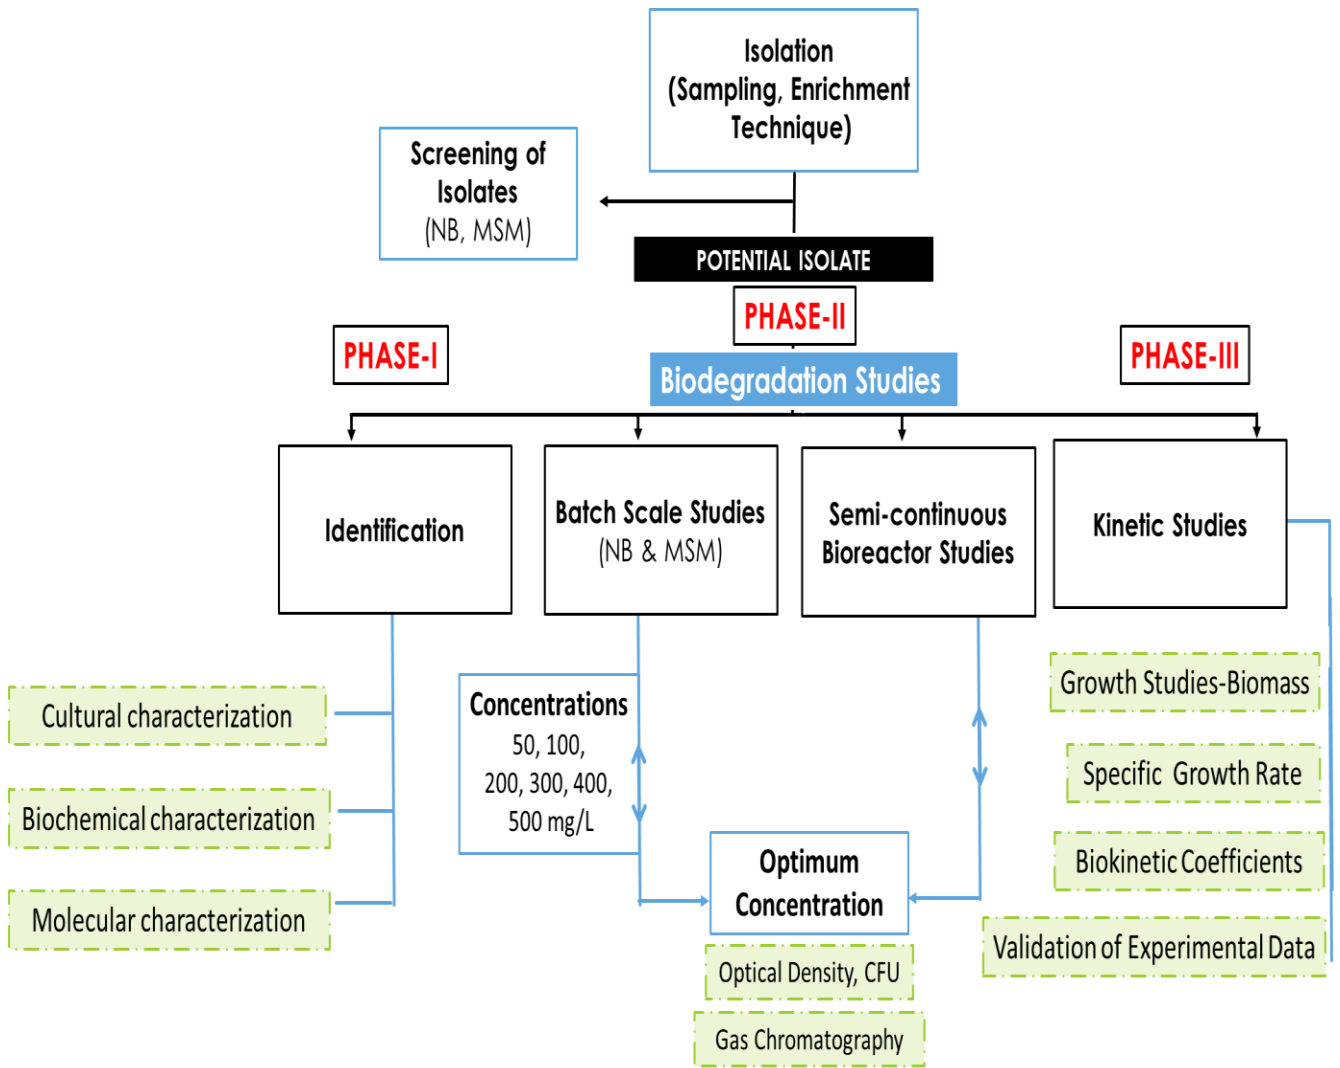 Isolation
(Sampling, Enrichment
Technique)
Screening of
Isolates
(NB, MSM)
POTENTIAL ISOLATE
PHASE-I
PHASE-II
PHASE-III
Biodegradation Studies
Identification
Batch Scale Studies
(NB & MSM)
Semi-continuous
Bioreactor Studies
Kinetic Studies
Cultural characterization
Biochemical characterization
Molecular characterization
Concentrations
50, 100,
200, 300, 400,
500 mg/L
Optimum
Concentration
Optical Density, CFU
Gas Chromatography
Growth Studies-Biomass
Specific Growth Rate
Biokinetic Coefficients
Validation of Experimental Data